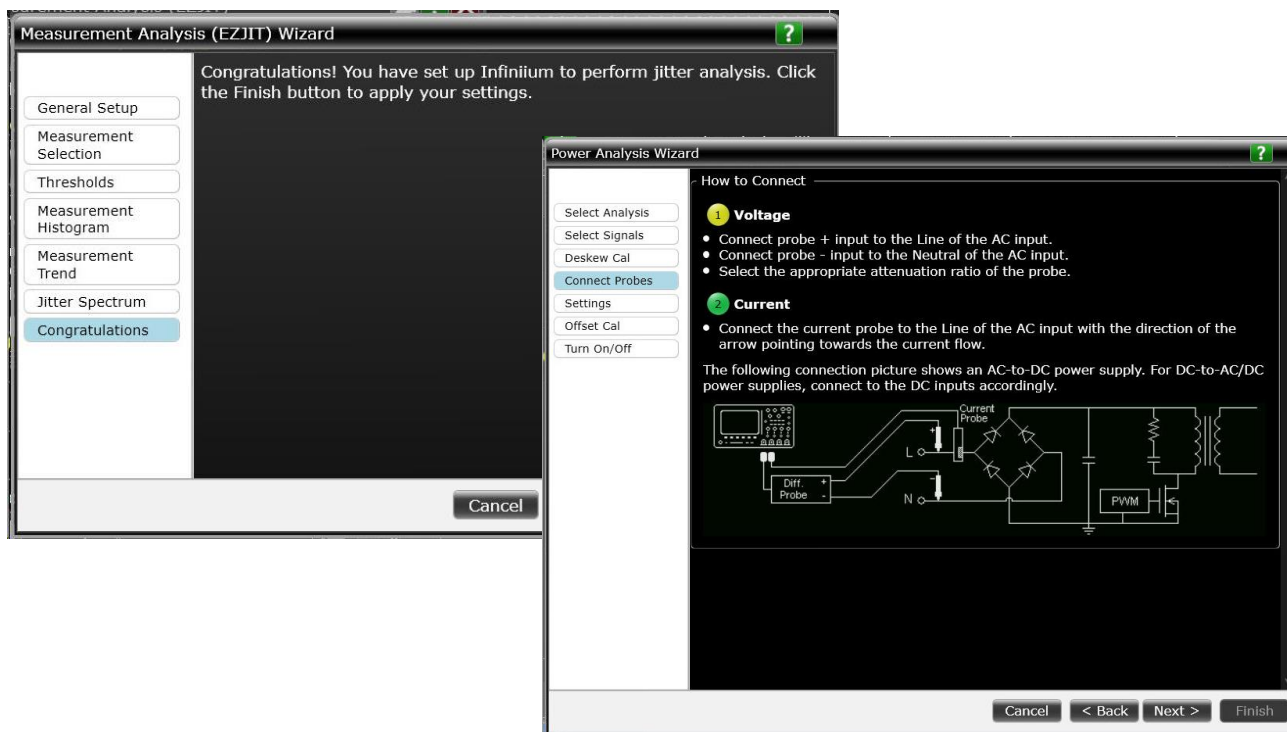 Measurement Analysis (EZJIT) Wizard
?
General Setup
Measurement
Selection
Thresholds
Measurement
Histogram
Measurement
Trend
Jitter Spectrum
Congratulations
Congratulations! You have set up Infiniium to perform jitter analysis. Click
the Finish button to apply your settings.
Cancel
Power Analysis Wizard
?
Select Analysis
Select Signals
Deskew Cal
Connect Probes
Settings
Offset Cal
Turn On/Off
How to Connect
1 Voltage
• Connect probe + input to the Line of the AC input.
• Connect probe - input to the Neutral of the AC input.
• Select the appropriate attenuation ratio of the probe.
2 Current
• Connect the current probe to the Line of the AC input with the direction of the
arrow pointing towards the current flow.
The following connection picture shows an AC-to-DC power supply. For DC-to-AC/DC
power supplies, connect to the DC inputs accordingly.
Current
Probe
+
L
Diff. +
Probe -
-
N
PWM
Cancel
< Back
Next >
Finish